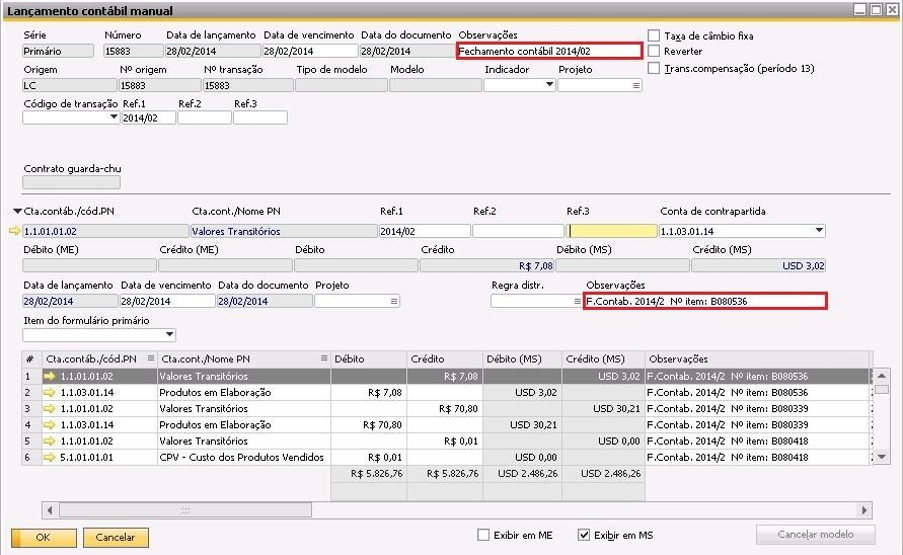 Lançamento contábil manual
Série Número Data de lançamento Data de vencimento Data do documento Observações
Primário 15883 28/02/2014 28/02/2014 28/02/2014 Fechamento contábil 2014/02
Taxa de câmbio fixa
Reverter
Trans.compensação (período 13)
Origem Nº origem Nº transação Tipo de modelo Modelo Indicador Projeto
LC 15883 15883
Código de transação Ref.1 Ref.2 Ref.3
2014/02
Contrato guarda-chu
Cta.contáb./cód.PN Cta.cont./Nome PN Ref.1 Ref.2 Ref.3 Conta de contrapartida
1.1.01.01.02 Valores Transitórios 2014/02 1.1.03.01.14
Débito (ME) Crédito (ME) Débito Crédito Débito (MS) Crédito (MS)
R$ 7,08 USD 3,02
Data de lançamento Data de vencimento Data do documento Projeto Regra distr. Observações
28/02/2014 28/02/2014 28/02/2014 F.Contab. 2014/2 Nº item: B080536
Item do formulário primário
# Cta.contáb./cód.PN Cta.cont./Nome PN Débito Crédito Débito (MS) Crédito (MS) Observações
1 1.1.01.01.02 Valores Transitórios R$ 7,08 USD 3,02 F.Contab. 2014/2 Nº item: B080536
2 1.1.03.01.14 Produtos em Elaboração R$ 7,08 USD 3,02 F.Contab. 2014/2 Nº item: B080536
3 1.1.01.01.02 Valores Transitórios R$ 70,80 USD 30,21 F.Contab. 2014/2 Nº item: B080339
4 1.1.03.01.14 Produtos em Elaboração R$ 70,80 USD 30,21 F.Contab. 2014/2 Nº item: B080339
5 1.1.01.01.02 Valores Transitórios R$ 0,01 USD 0,00 F.Contab. 2014/2 Nº item: B080418
6 5.1.01.01.01 CPV - Custo dos Produtos Vendidos R$ 0,01 USD 0,00 F.Contab. 2014/2 Nº item: B080418
R$ 5.826,76 R$ 5.826,76 USD 2.486,26 USD 2.486,26
OK Cancelar Exibir em ME Exibir em MS Cancelar modelo